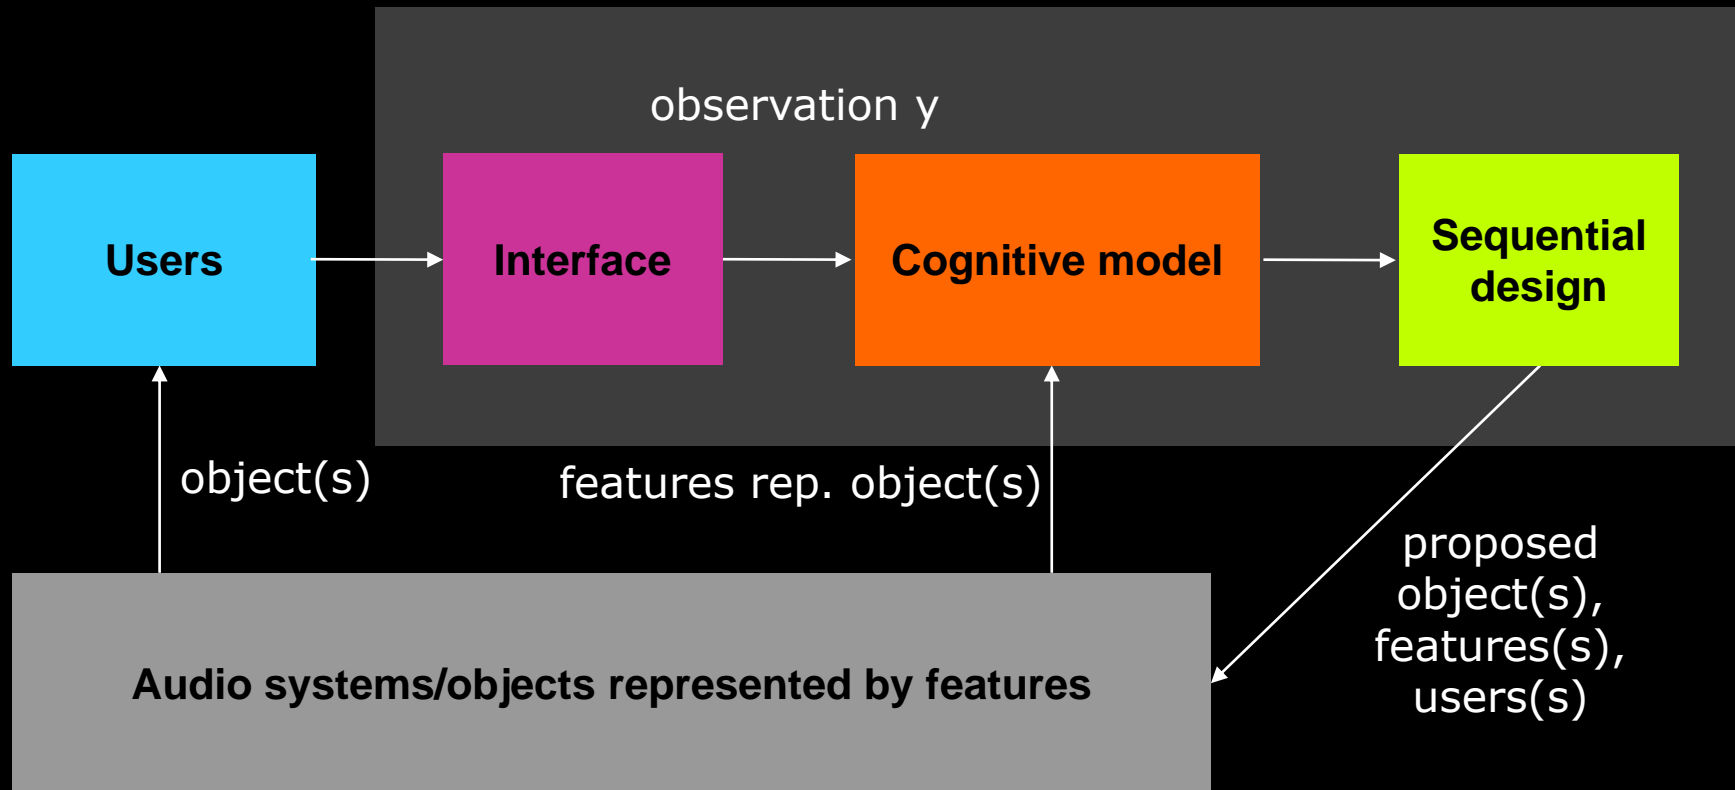 observation y
Users
Interface
Cognitive model
Sequential
design
object(s)
features rep. object(s)
proposed
object(s),
features(s),
users(s)
Audio systems/objects represented by features